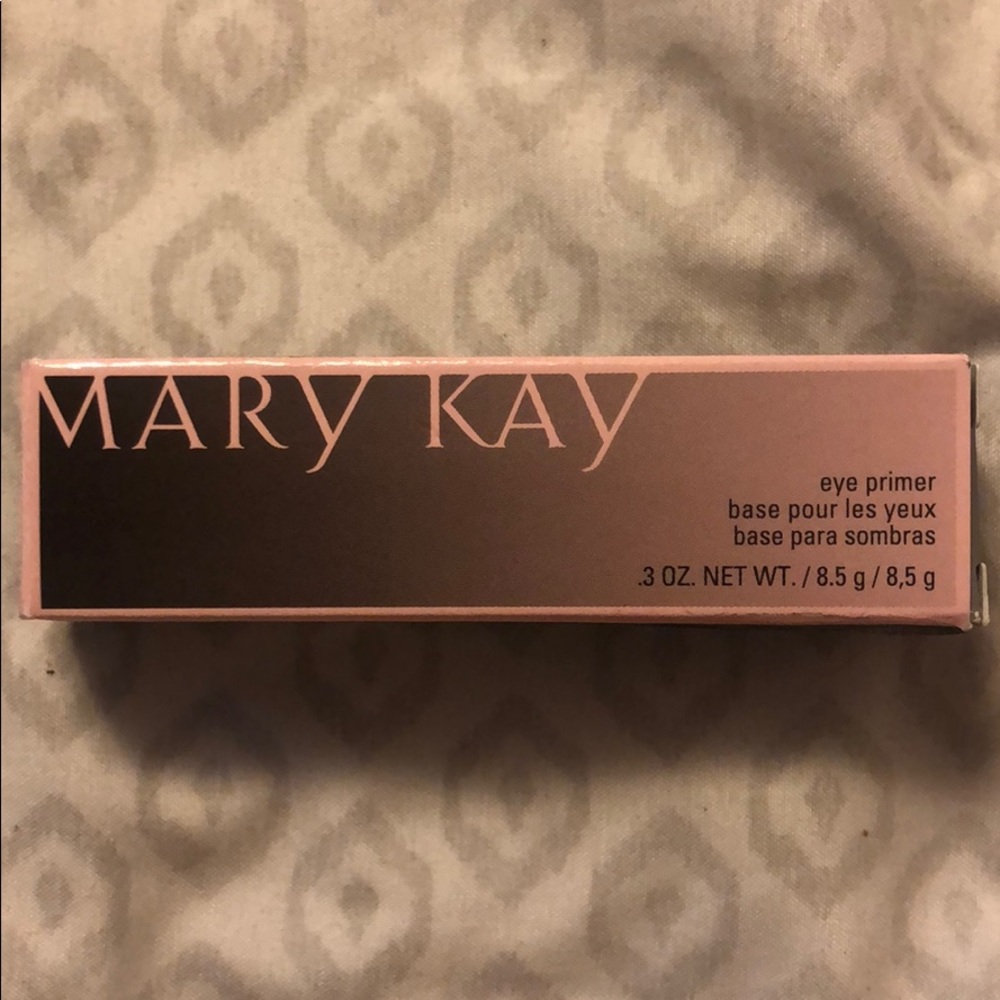 MARY KAY
eye primer
base pour les yeux
base para sombras
.3 OZ. NET WT. / 8.5 g / 8,5 g